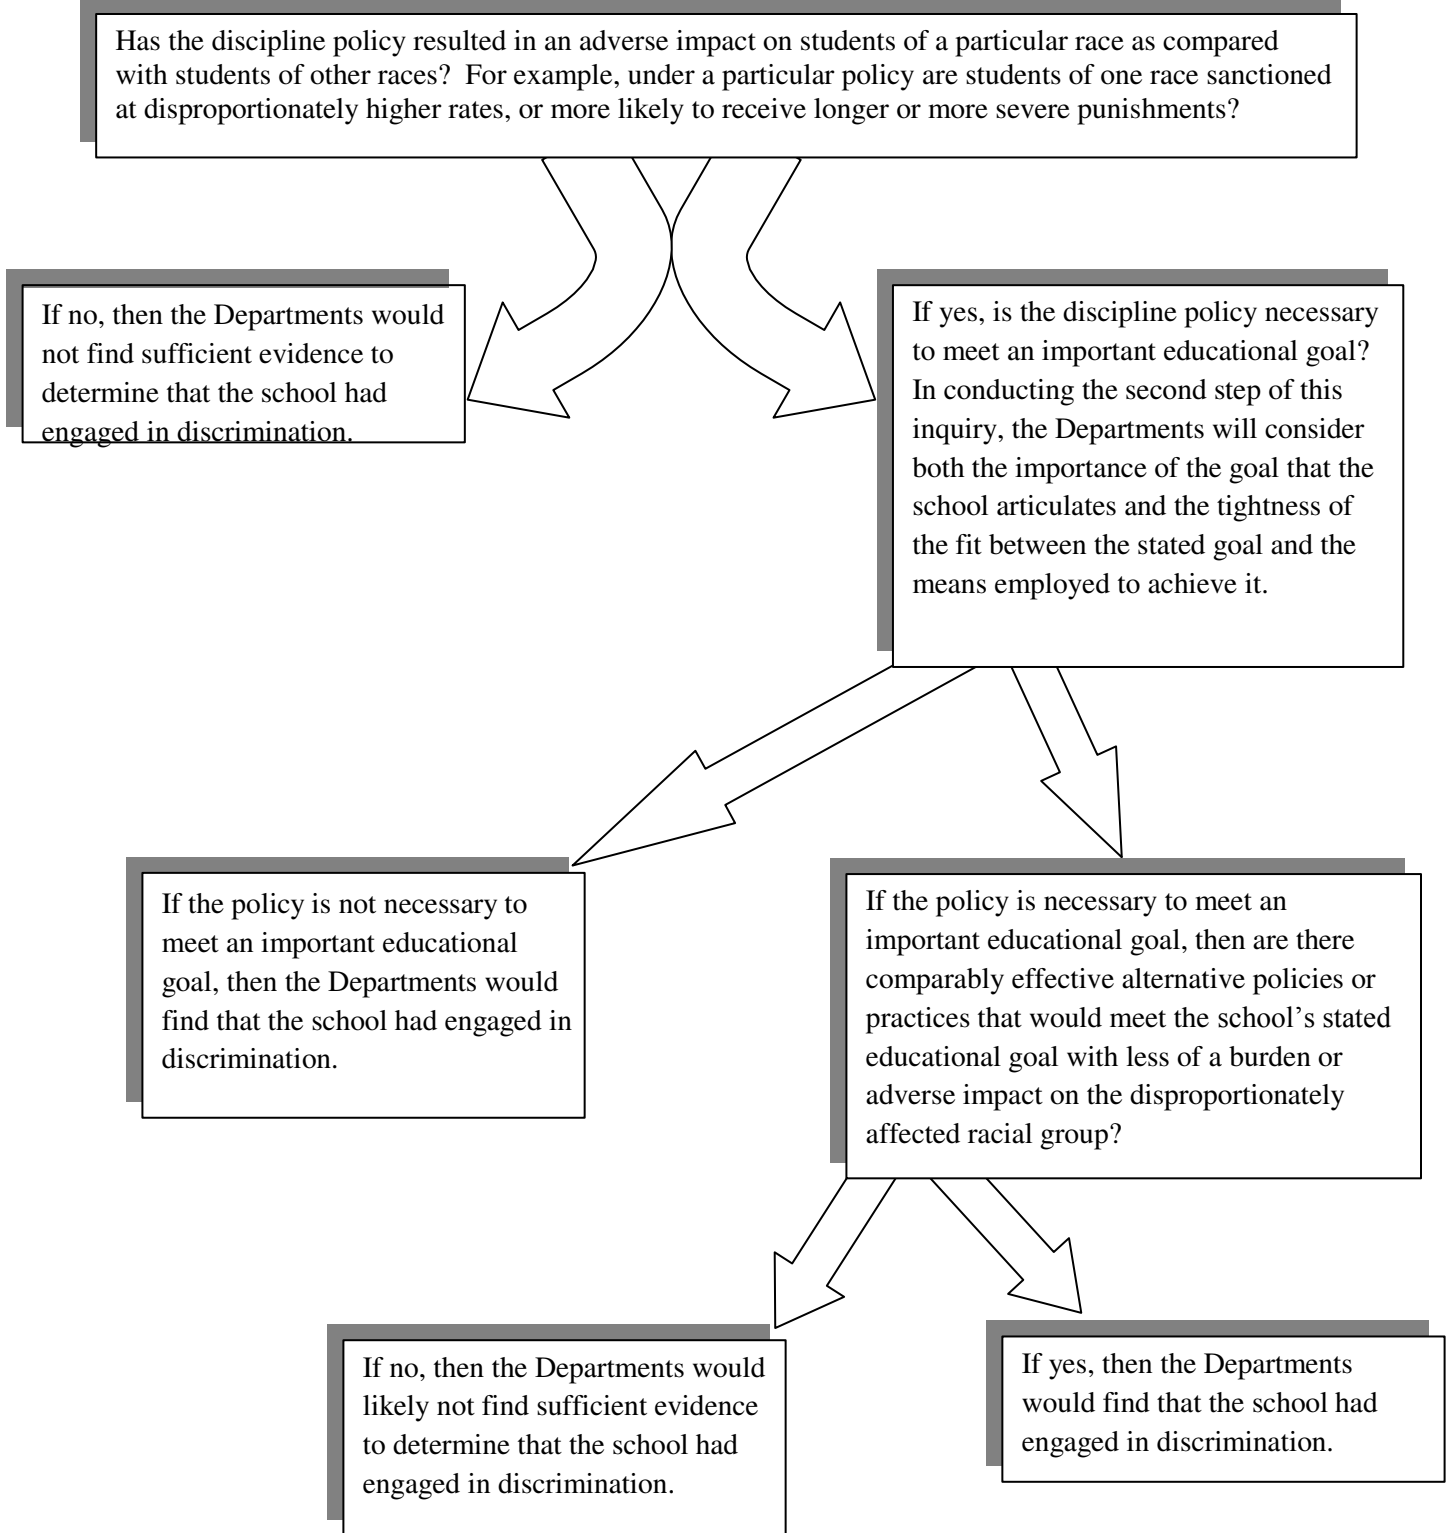 Has the discipline policy resulted in an adverse impact on students of a particular race as compared
with students of other races?  For example, under a particular policy are students of one race sanctioned
at disproportionately higher rates, or more likely to receive longer or more severe punishments?
If no, then the Departments would
not find sufficient evidence to
determine that the school had
engaged in discrimination.
If yes, is the discipline policy necessary
to meet an important educational goal?
In conducting the second step of this
inquiry, the Departments will consider
both the importance of the goal that the
school articulates and the tightness of
the fit between the stated goal and the
means employed to achieve it.
If the policy is not necessary to
meet an important educational
goal, then the Departments would
find that the school had engaged in
discrimination.
If the policy is necessary to meet an
important educational goal, then are there
comparably effective alternative policies or
practices that would meet the school’s stated
educational goal with less of a burden or
adverse impact on the disproportionately
affected racial group?
If no, then the Departments would
likely not find sufficient evidence
to determine that the school had
engaged in discrimination.
If yes, then the Departments
would find that the school had
engaged in discrimination.